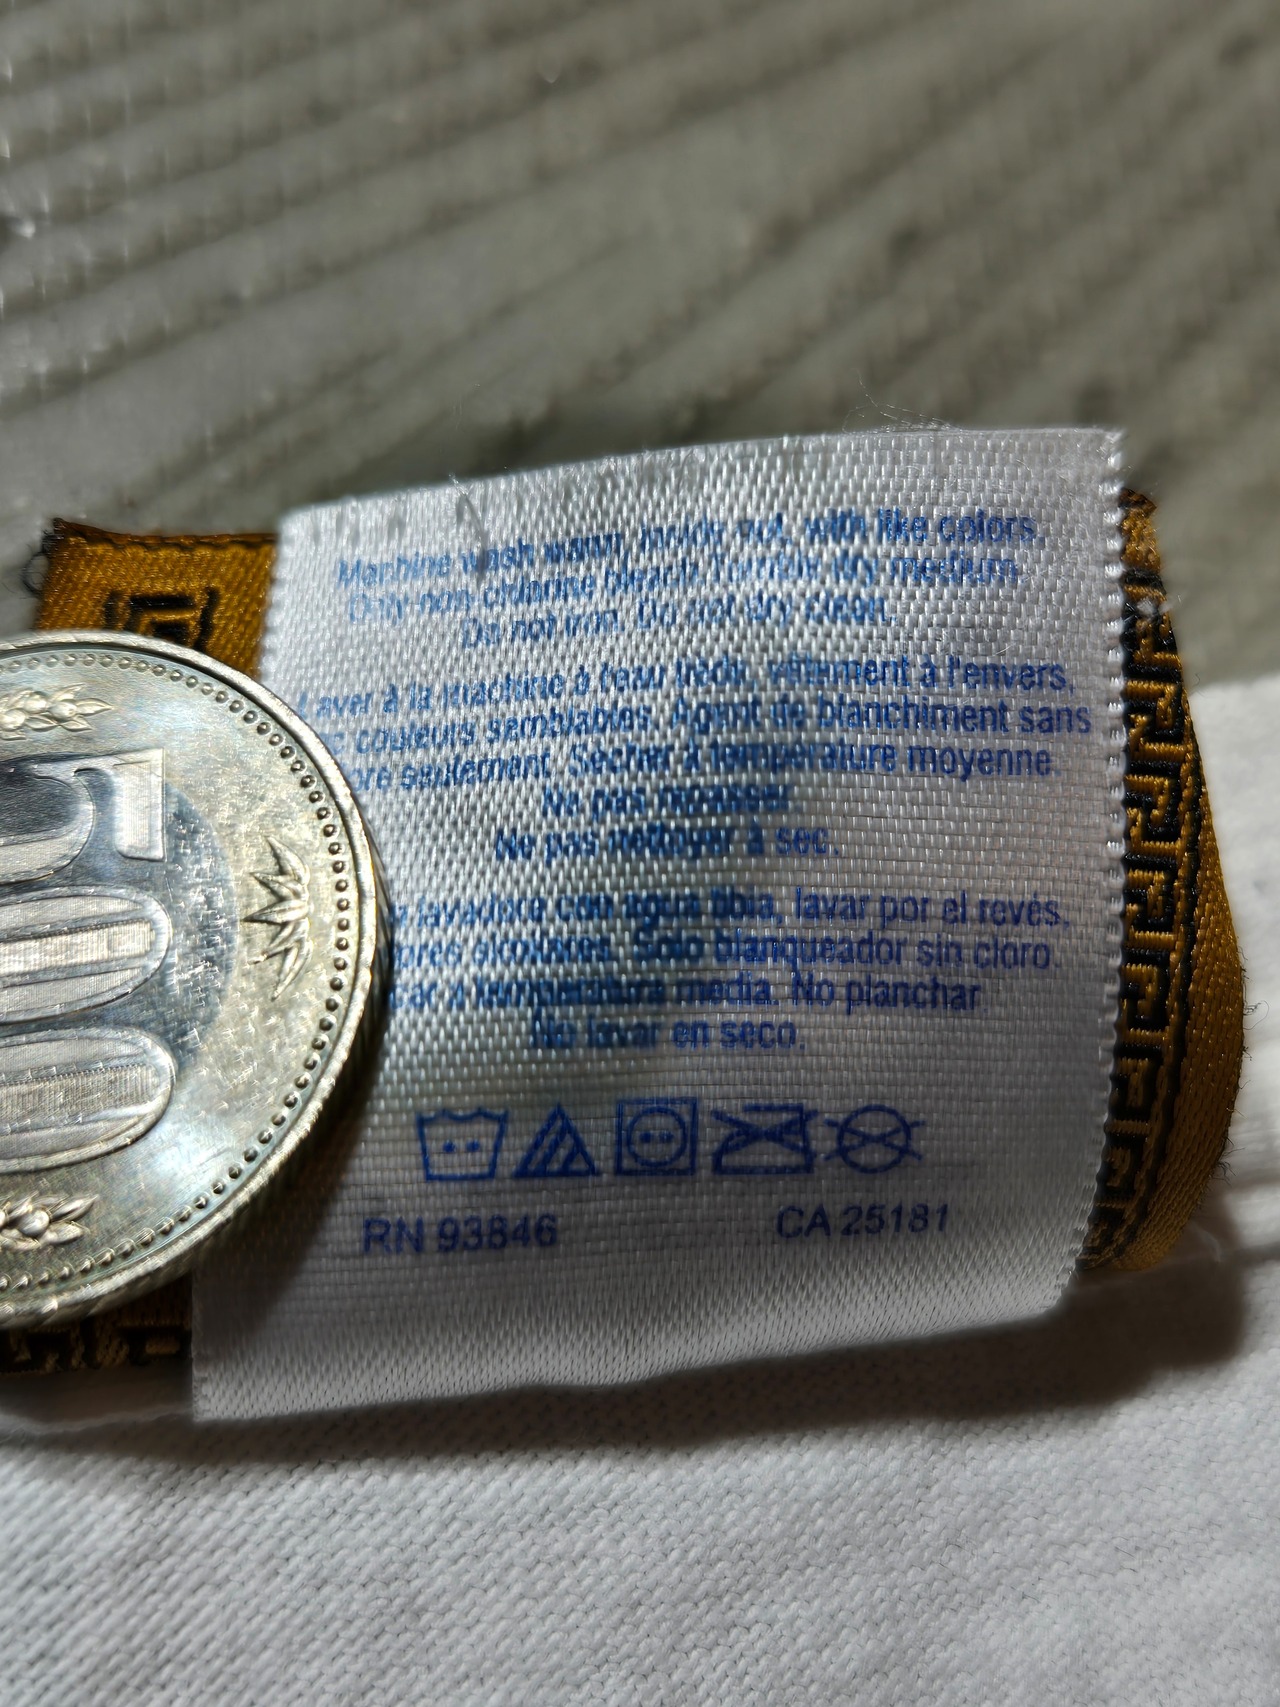 Machine wash warm, inside out, with like colors.
Only non-chlorine bleach. Tumble dry medium.
Do not iron. Do not dry clean.
Laver à la machine à l'eau tiède, vêtement à l'envers,
couleurs semblables. Agent de blanchiment sans
seulement. Sécher à température moyenne.
Ne pas repasser.
Ne pas nettoyer à sec.
lavadora con agua tibia, lavar por el revés.
Solo blanqueador sin cloro.
a temperatura media. No planchar
No lavar en seco.
RN 93846
CA 25181
500